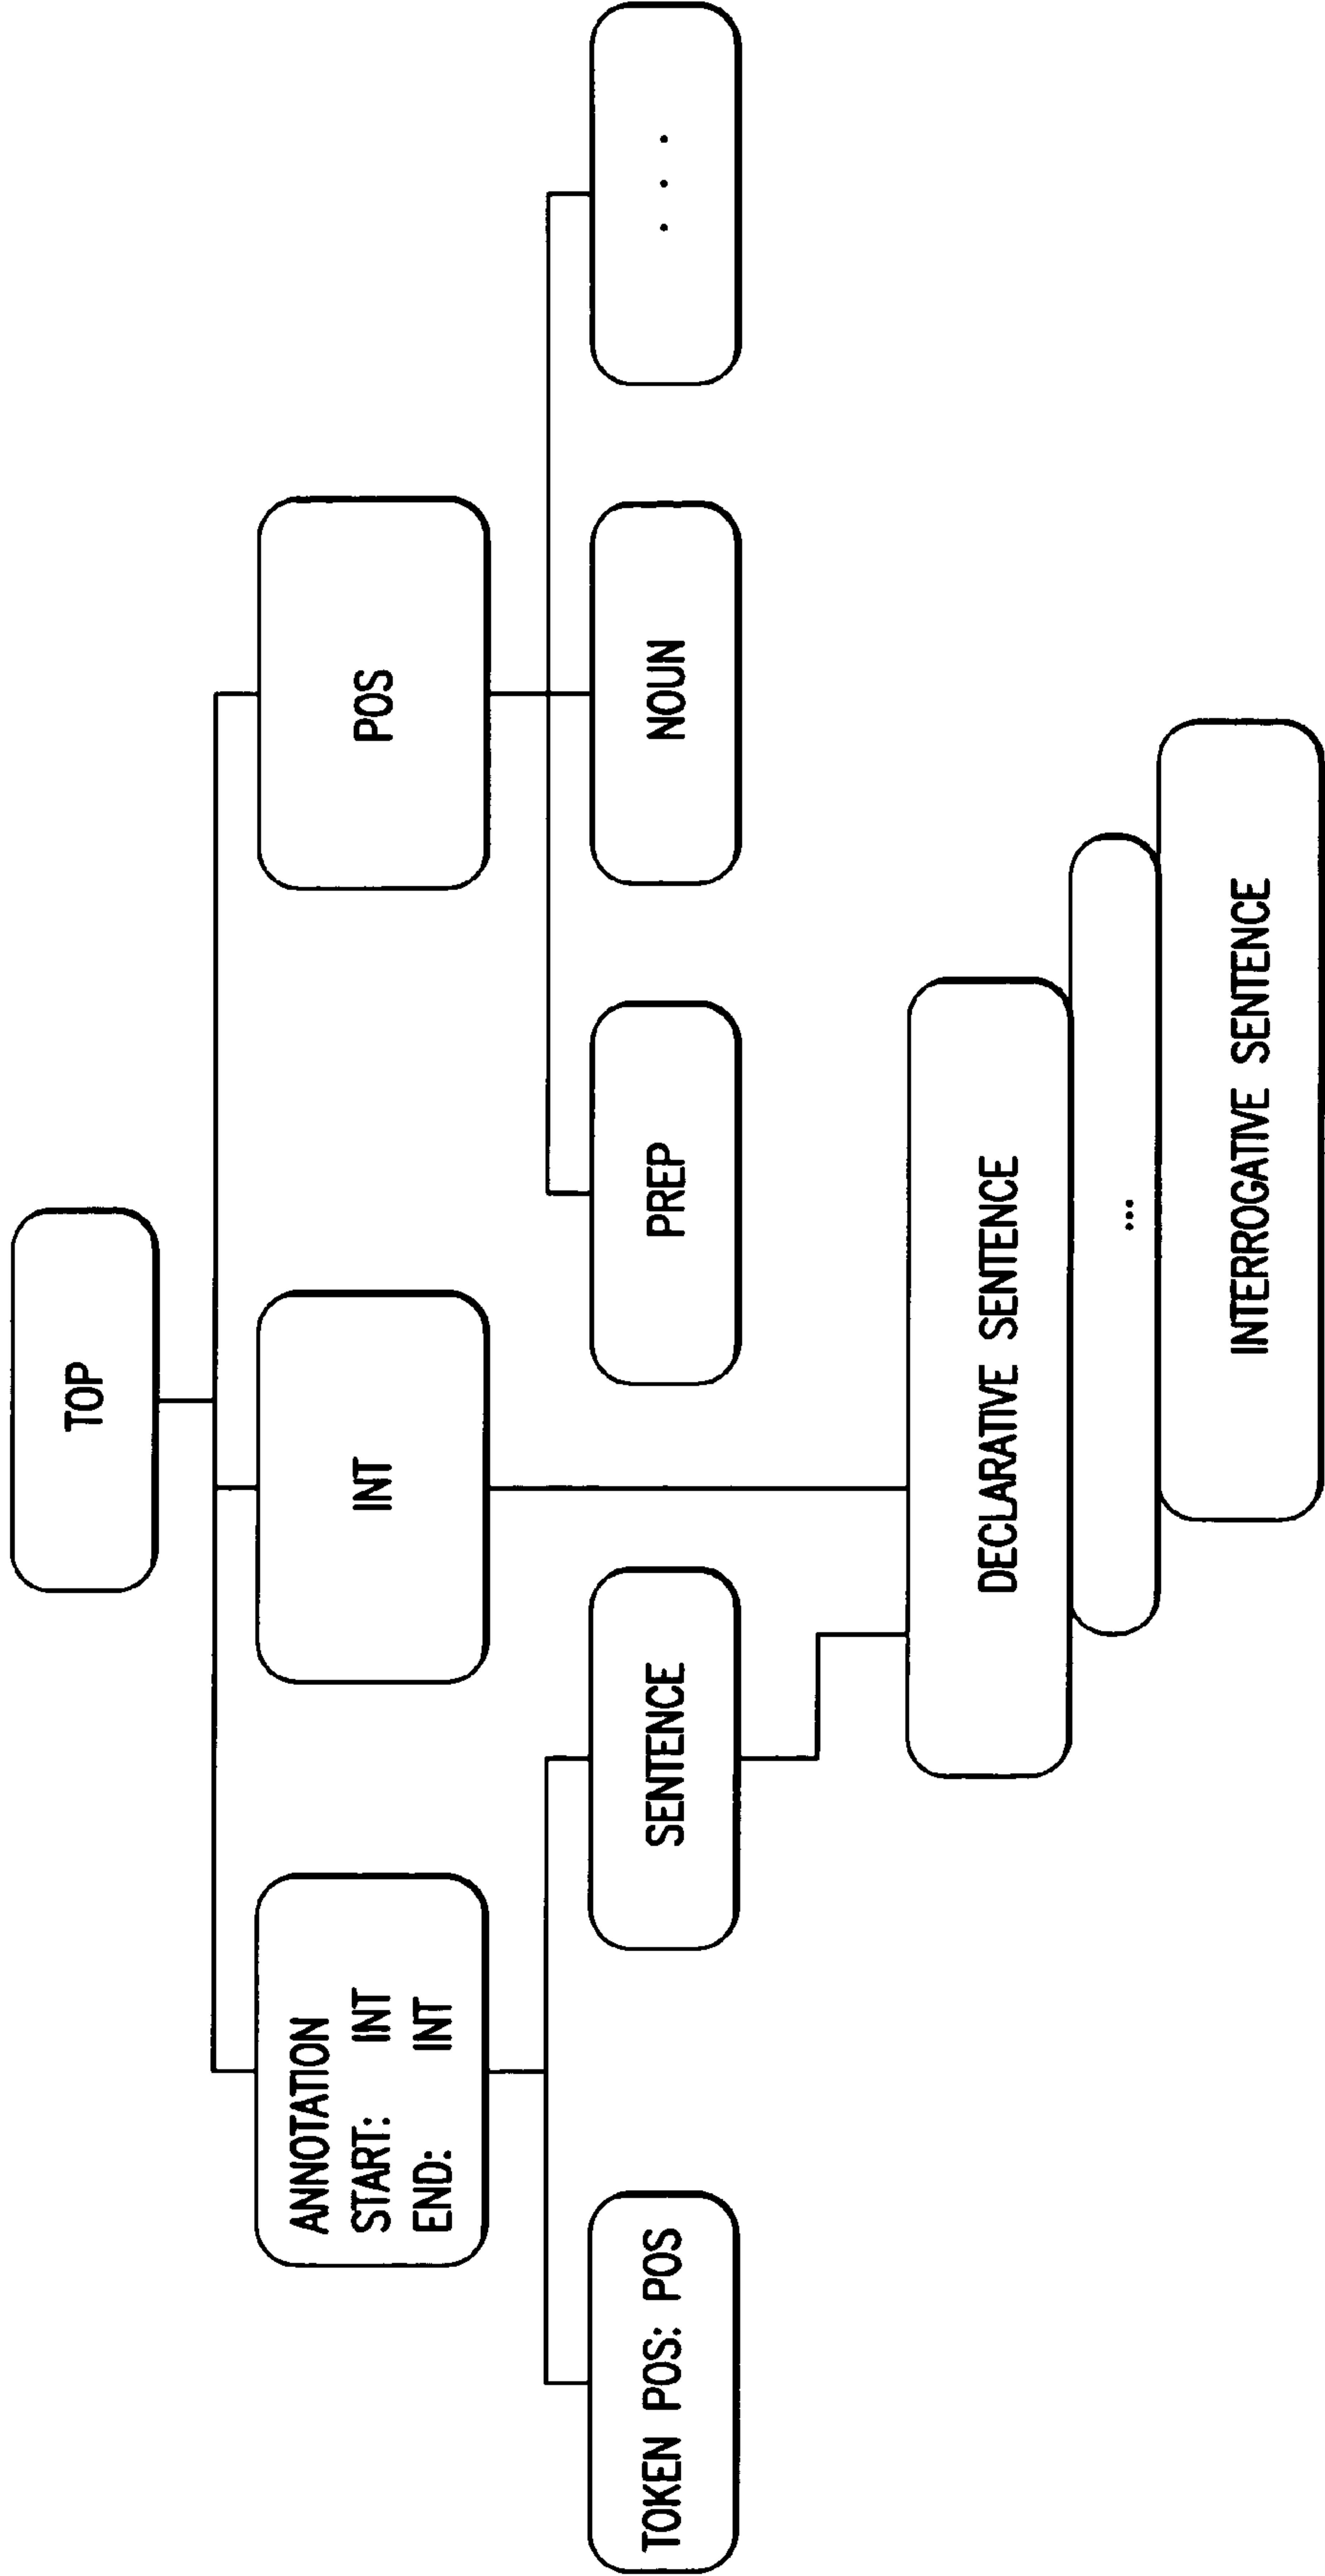 TOP
ANNOTATION
START: INT
END: INT
INT
POS
TOKEN POS: POS
SENTENCE
PREP
NOUN
. . .
DECLARATIVE SENTENCE
...
INTERROGATIVE SENTENCE